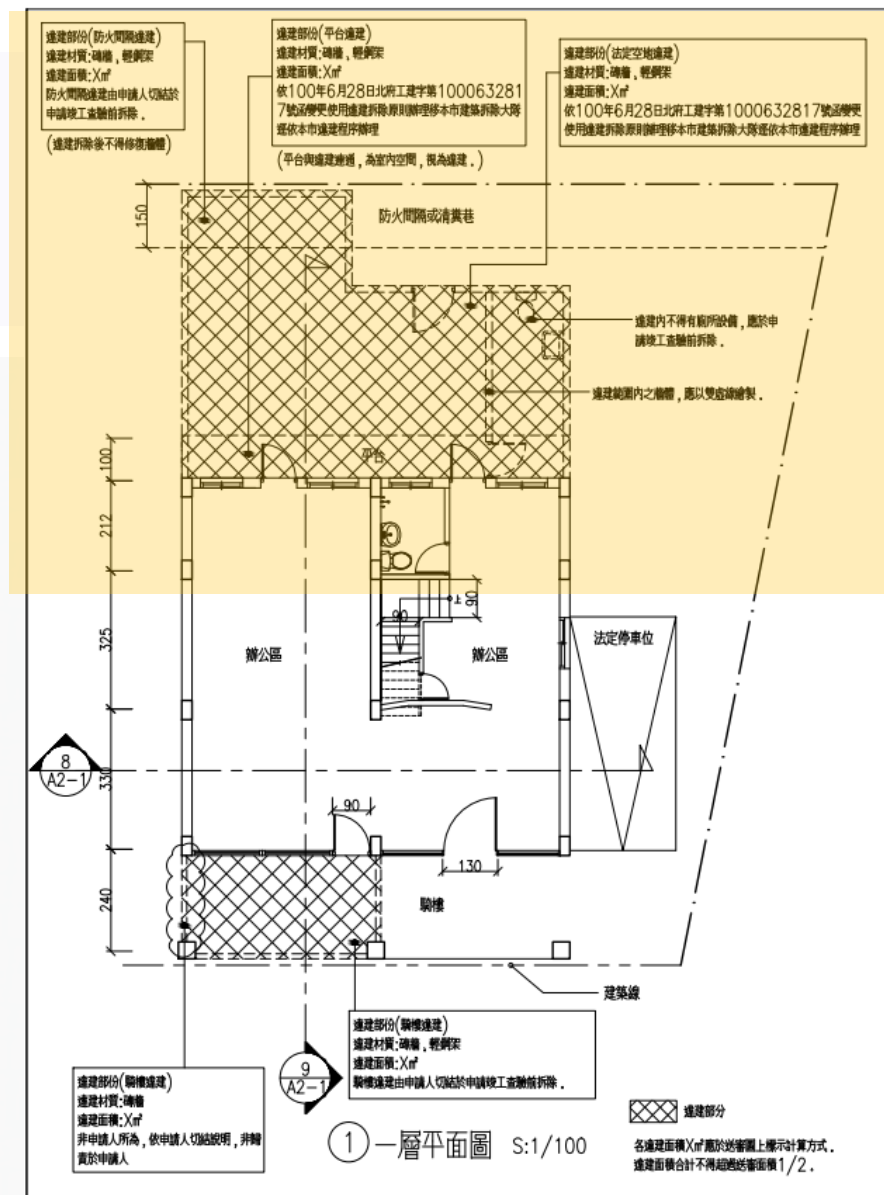 違建部份(防火間隔違建)
違建材質:磚牆,輕鋼架
違建面積:X㎡
防火間隔違建由申請人切結於
申請竣工查驗前拆除.
(違建拆除後不得修復牆體)
違建部份(平台違建)
違建材質:磚牆,輕鋼架
違建面積:X㎡
依100年6月28日北府工建字第100063281
7號函變更使用違建拆除原則辦理移本市建築拆除大隊
逕依本市違建程序辦理
(平台與違建連通,為室內空間,視為違建.)
違建部份(法定空地違建)
違建材質:磚牆,輕鋼架
違建面積:X㎡
依100年6月28日北府工建字第1000632817號函變更
使用違建拆除原則辦理移本市建築拆除大隊逕依本市違建程序辦理
150
防火間隔或清糞巷
違建內不得有廁所設備,應於申
請竣工查驗前拆除.
違建範圍內之牆體,應以雙虛線繪製.
100
平台
212
上
90
90
325
辦公區
辦公區
法定停車位
8
A2-1
330
90
130
240
騎樓
建築線
違建部份(騎樓違建)
違建材質:磚牆,輕鋼架
違建面積:X㎡
騎樓違建由申請人切結於申請竣工查驗前拆除.
9
A2-1
違建部份(騎樓違建)
違建材質:磚牆
違建面積:X㎡
非申請人所為,依申請人切結說明,非歸
責於申請人
1 一層平面圖 S:1/100
違建部分
各違建面積X㎡應於送審圖上標示計算方式.
違建面積合計不得超過送審面積1/2.